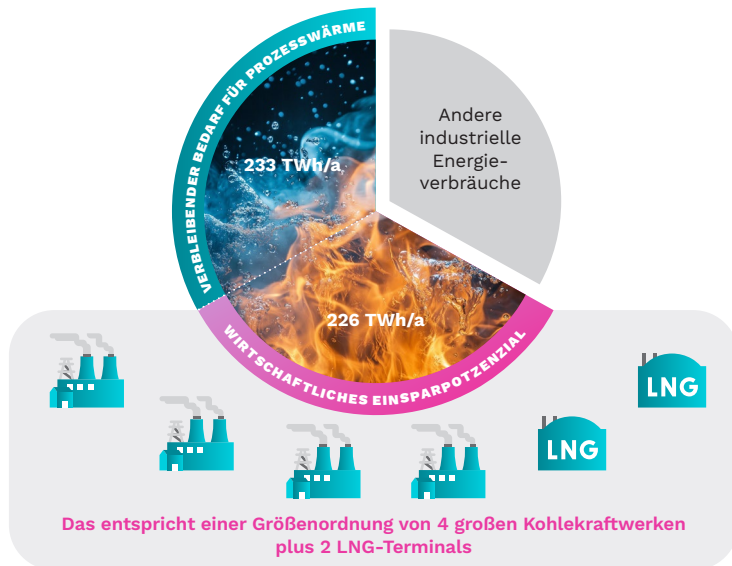 VERBLEIBENDER BEDARF FÜR PROZESSWÄRME
Andere
industrielle
Energie-
verbräuche
233 TWh/a
226 TWh/a
WIRTSCHAFTLICHES EINSPARPOTZENZIAL
LNG
LNG
Das entspricht einer Größenordnung von 4 großen Kohlekraftwerken
plus 2 LNG-Terminals